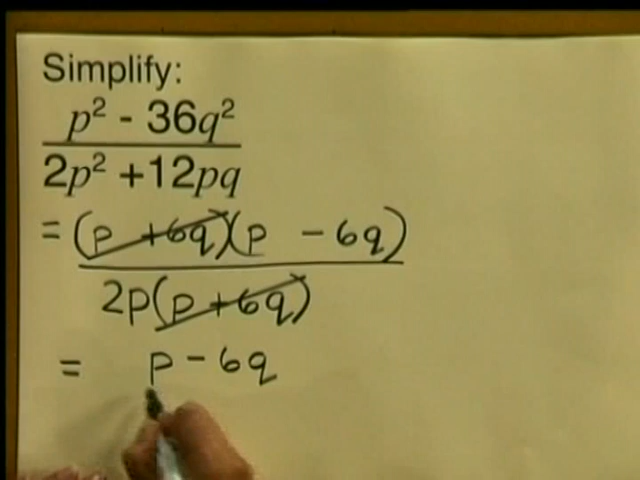 Simplify:
p² - 36q²
2p² + 12pq
= (p + 6q)(p - 6q)
2p(p + 6q)
= p - 6q